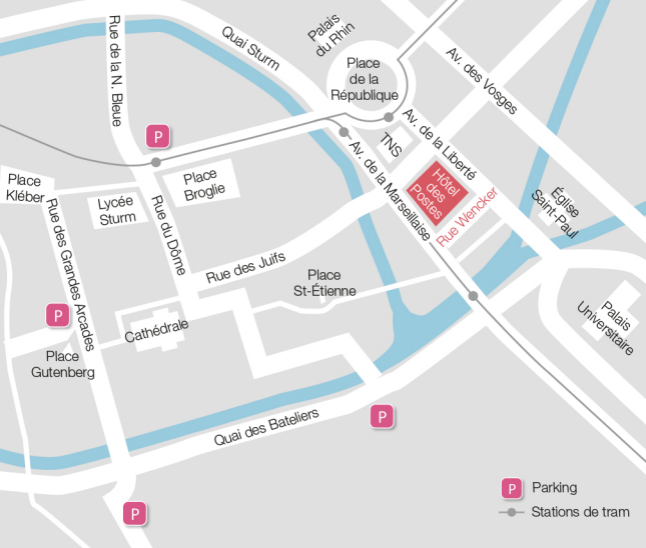 Rue de la N. Bleue
Quai Sturm
Palais
du Rhin
Place
de la
République
Av. des Vosges
P
Av. de la Liberté
TNS
Av. de la Marseillaise
Hôtel
des
Postes
Rue Wencker
Église
Saint-Paul
Place
Kléber
Lycée
Sturm
Place
Broglie
Rue du Dôme
Rue des Grandes Arcades
Rue des Juifs
Place
St-Étienne
P
Cathédrale
Palais
Universitaire
Place
Gutenberg
Quai des Bateliers
P
P
P Parking
Stations de tram